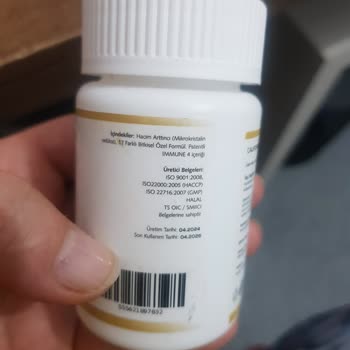 İçindekiler: Hacim Arttırıcı (Mikrokristalin
Farklı Bitkisel Özel Formül, Patentli
IMMUNE 4 içeriği
Üretici Belgeleri:
ISO 9001:2008,
ISO22000:2005 (HACCP)
ISO 22716:2007 (GMP)
HALAL
TS OIC / SMIIC
Belgelerine sahiptir
Üretim Tarihi: 04.2024
Son Kullanım Tarihi: 04.2026